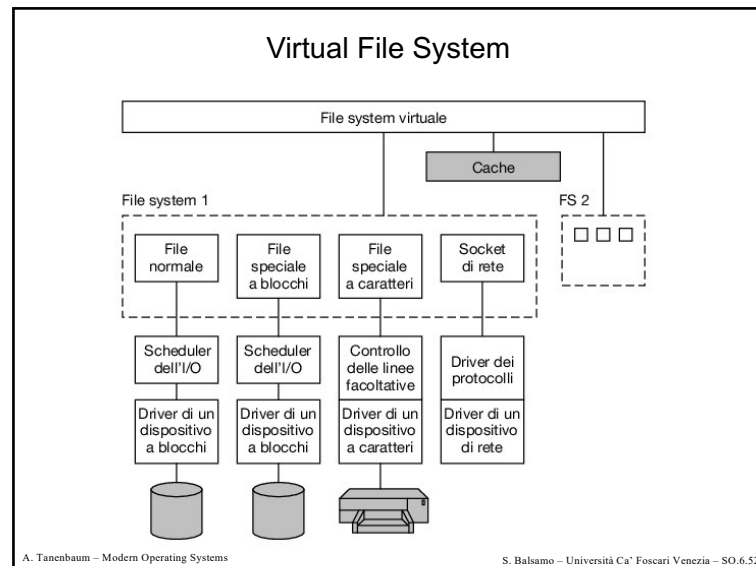 Virtual File System
File system virtuale
Cache
File system 1
FS 2
File
normale
File
speciale
a blocchi
File
speciale
a caratteri
Socket
di rete
Scheduler
dell'I/O
Scheduler
dell'I/O
Controllo
delle linee
facoltative
Driver dei
protocolli
Driver di un
dispositivo
a blocchi
Driver di un
dispositivo
a blocchi
Driver di un
dispositivo
a caratteri
Driver di un
dispositivo
di rete
A. Tanenbaum – Modern Operating Systems
S. Balsamo – Università Ca' Foscari Venezia – SO.6.52